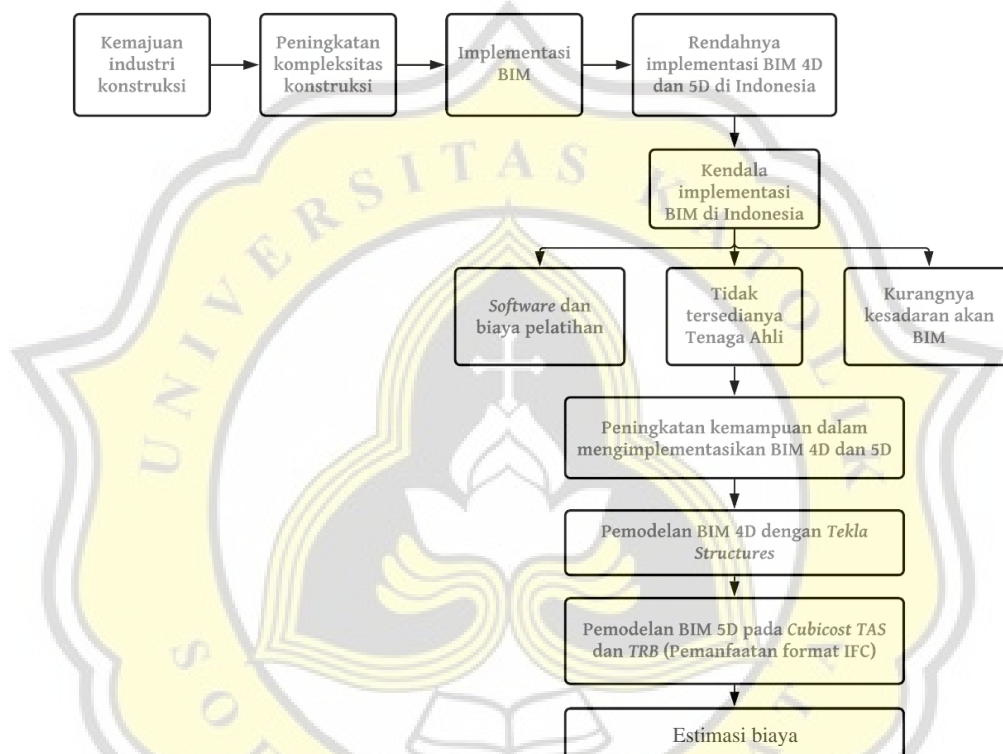 Kemajuan
industri
konstruksi
Peningkatan
kompleksitas
konstruksi
Implementasi
BIM
Rendahnya
implementasi BIM 4D
dan 5D di Indonesia
Kendala
implementasi
BIM di Indonesia
Software dan
biaya pelatihan
Tidak
tersedianya
Tenaga Ahli
Kurangnya
kesadaran akan
BIM
Peningkatan kemampuan dalam
mengimplementasikan BIM 4D dan 5D
Pemodelan BIM 4D dengan Tekla
Structures
Pemodelan BIM 5D pada Cubicost TAS
dan TRB (Pemanfaatan format IFC)
Estimasi biaya
UNIVERSITAS KATOLIK